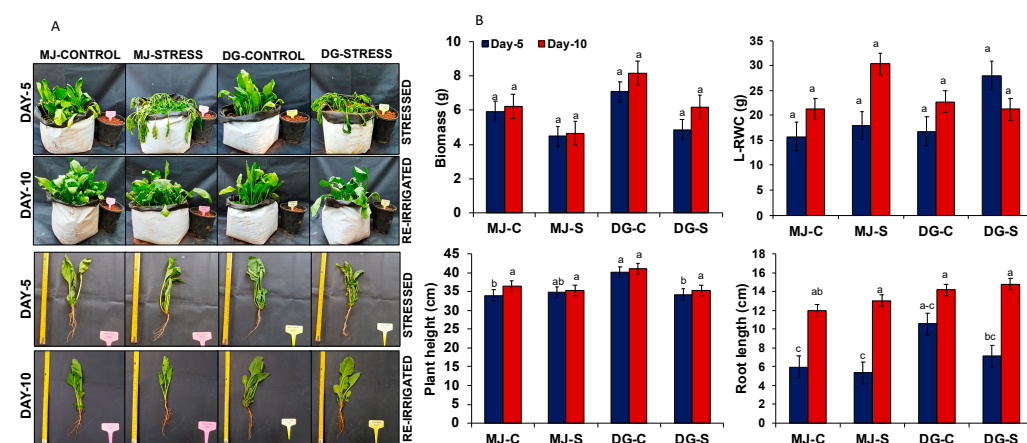 A
MJ-CONTROL MJ-STRESS DG-CONTROL DG-STRESS
DAY-5
STRESSED
DAY-10
RE-IRRIGATED
DAY-5
STRESSED
DAY-10
RE-IRRIGATED
B
Day-5 Day-10
Biomass (g)
10
8
6
4
2
0
a a a a a a a a
MJ-C MJ-S DG-C DG-S
L-RWC (g)
35
30
25
20
15
10
5
0
a a a a a a a a
MJ-C MJ-S DG-C DG-S
Plant height (cm)
45
40
35
30
25
20
15
10
5
0
b a ab a a a b a
MJ-C MJ-S DG-C DG-S
Root length (cm)
18
16
14
12
10
8
6
4
2
0
c ab c a a-c a bc a
MJ-C MJ-S DG-C DG-S